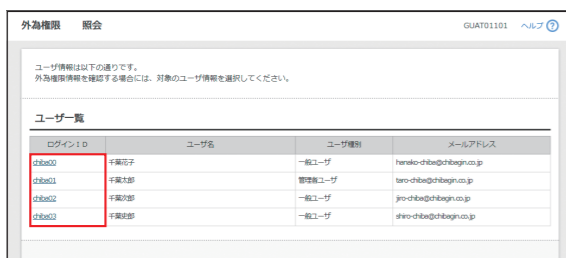 外為権限　照会
GUAT01101　ヘルプ ?
ユーザ情報は以下の通りです。
外為権限情報を確認する場合には、対象のユーザ情報を選択してください。
ユーザ一覧
ログインＩＤ　ユーザ名　ユーザ種別　メールアドレス
chiba00　千葉花子　一般ユーザ　hanako-chiba@chibagin.co.jp
chiba01　千葉太郎　管理者ユーザ　taro-chiba@chibagin.co.jp
chiba02　千葉次郎　一般ユーザ　jiro-chiba@chibagin.co.jp
chiba03　千葉史郎　一般ユーザ　shiro-chiba@chibagin.co.jp